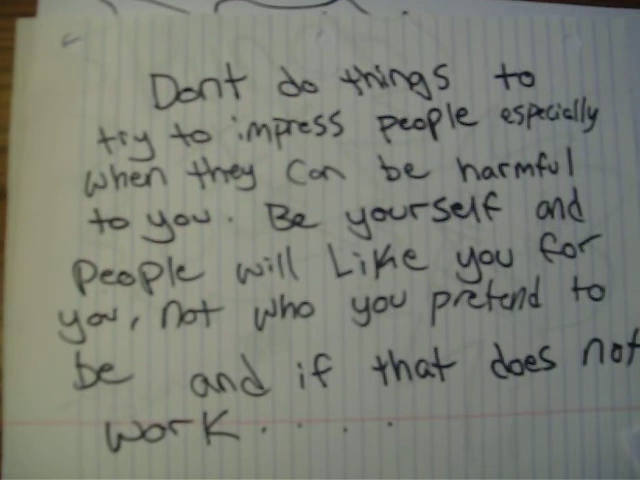 Dont do things to
try to impress people especially
when they can be harmful
to you. Be yourself and
people will Like you for
you, not who you pretend to
be and if that does not
work.....